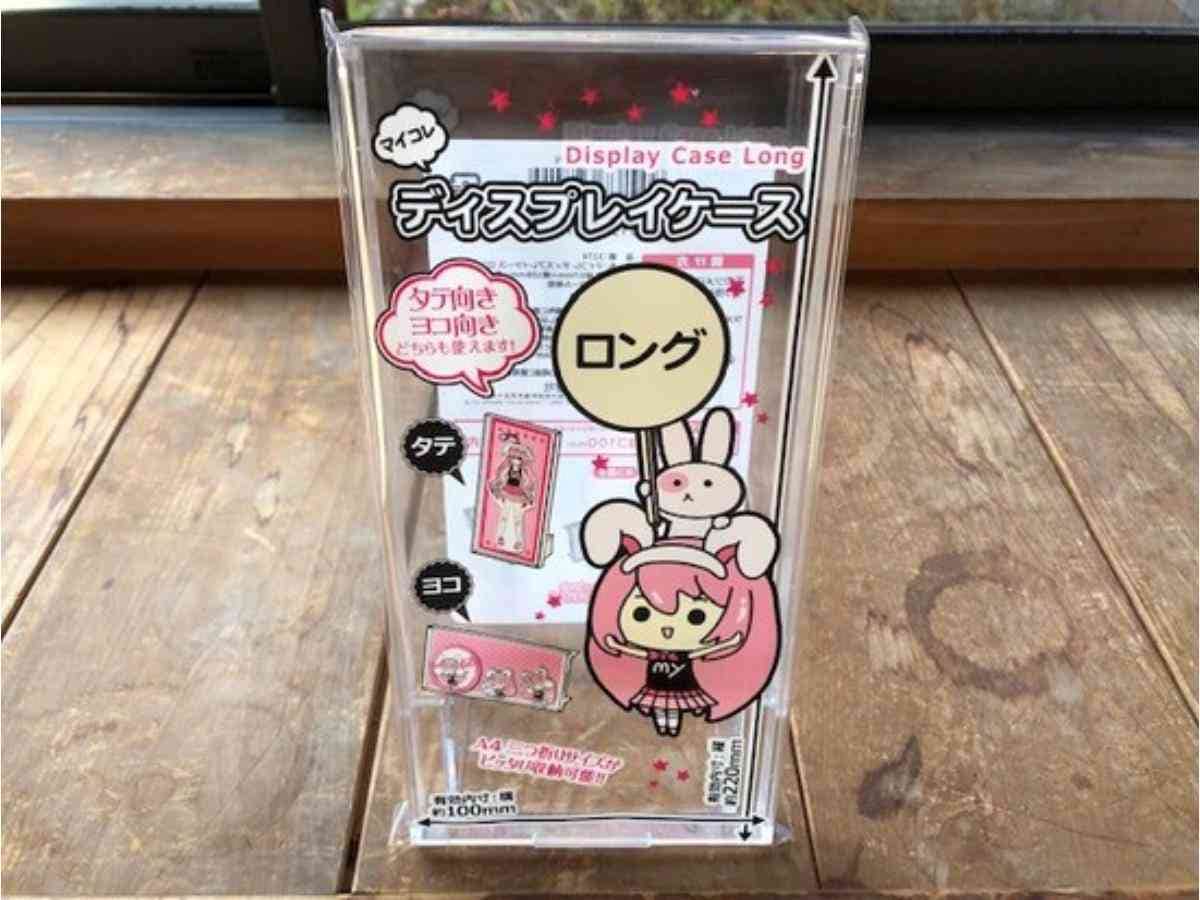 マイコレ
Display Case Long
ディスプレイケース
タテ向き
ヨコ向き
どちらも使えます!
ロング
タテ
ヨコ
my
A4 三つ折りサイズが
ピッタリ収納可能!!
有効内寸:横
約100mm
有効内寸:縦
約220mm